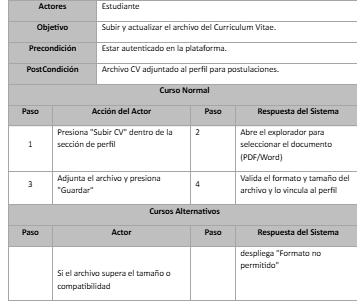 Actores Estudiante
Objetivo Subir y actualizar el archivo del Curriculum Vitae.
Precondición Estar autenticado en la plataforma.
PostCondición Archivo CV adjuntado al perfil para postulaciones.
Curso Normal
Paso Acción del Actor Paso Respuesta del Sistema
1 Presiona "Subir CV" dentro de la sección de perfil 2 Abre el explorador para seleccionar el documento (PDF/Word)
3 Adjunta el archivo y presiona "Guardar" 4 Valida el formato y tamaño del archivo y lo vincula al perfil
Cursos Alternativos
Paso Actor Paso Respuesta del Sistema
Si el archivo supera el tamaño o compatibilidad despliega "Formato no permitido"